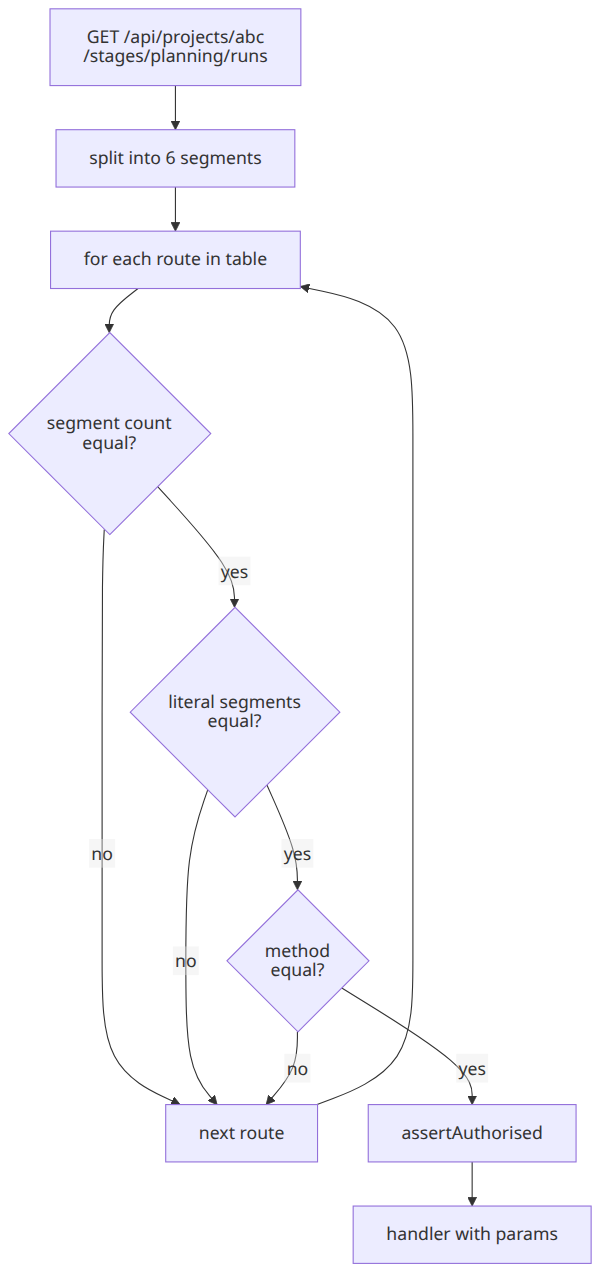 GET /api/projects/abc
/stages/planning/runs
split into 6 segments
for each route in table
segment count
equal?
yes
literal segments
equal?
no
yes
method
equal?
no
no
yes
next route
assertAuthorised
handler with params